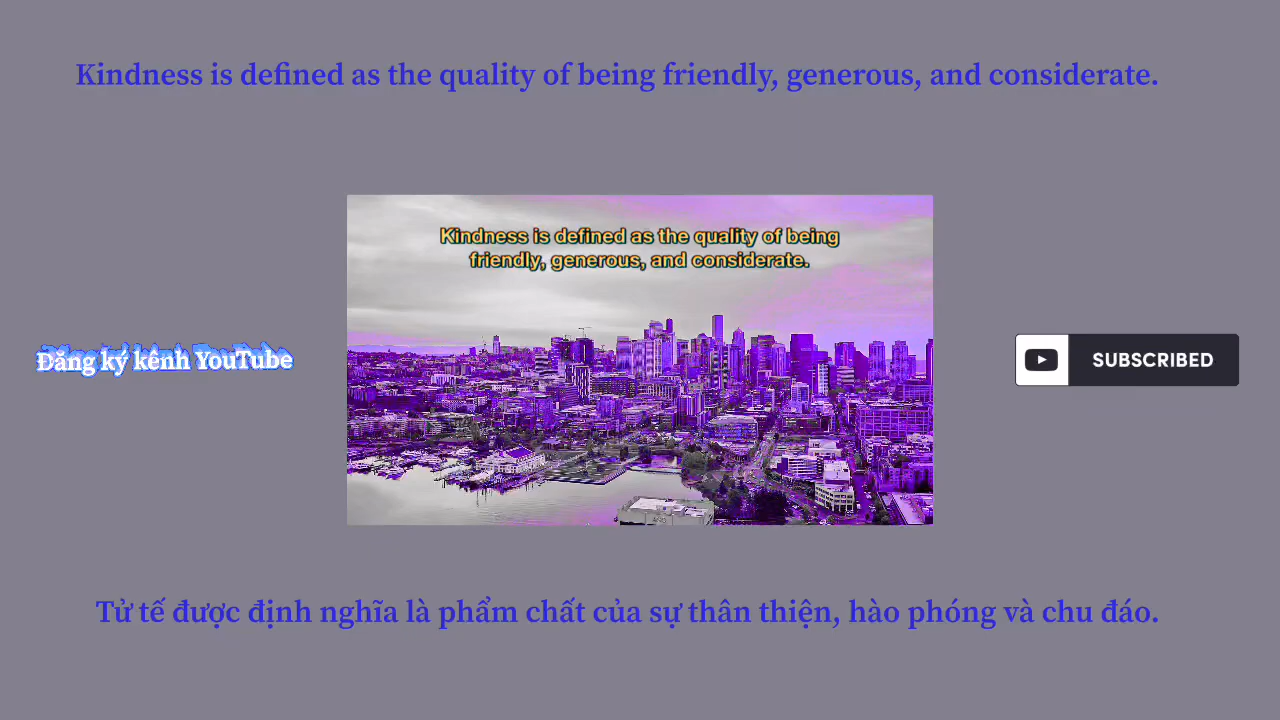 Kindness is defined as the quality of being friendly, generous, and considerate.
Kindness is defined as the quality of being
friendly, generous, and considerate.
Đăng ký kênh YouTube
SUBSCRIBED
Tử tế được định nghĩa là phẩm chất của sự thân thiện, hào phóng và chu đáo.